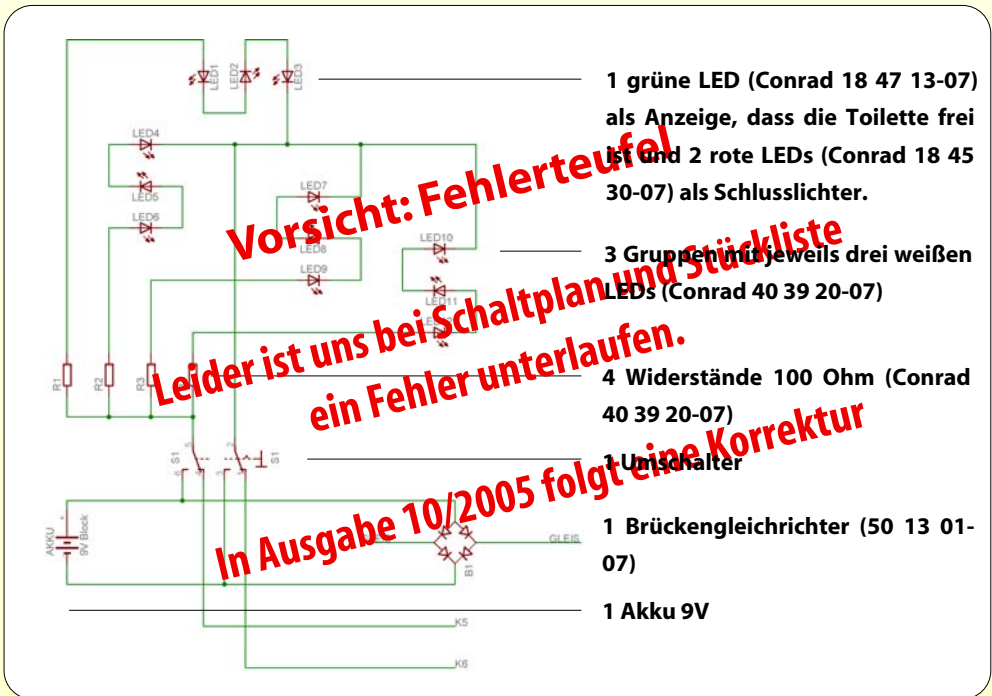 LED1
LED2
LED3
1 grüne LED (Conrad 18 47 13-07)
als Anzeige, dass die Toilette frei
ist und 2 rote LEDs (Conrad 18 45
30-07) als Schlusslichter.
LED4
LED5
LED6
LED7
LED8
LED9
LED10
LED11
Vorsicht: Fehlerteufel
Leider ist uns bei Schaltplan und Stückliste
ein Fehler unterlaufen.
In Ausgabe 10/2005 folgt eine Korrektur
3 Gruppen mit jeweils drei weißen
LEDs (Conrad 40 39 20-07)
R1
R2
R3
4 Widerstände 100 Ohm (Conrad
40 39 20-07)
S1
5
6
4
2
3
S1
1 Umschalter
AKKU
9V Block
+
B1
GLEIS
1 Brückengleichrichter (50 13 01-
07)
1 Akku 9V
K5
K6